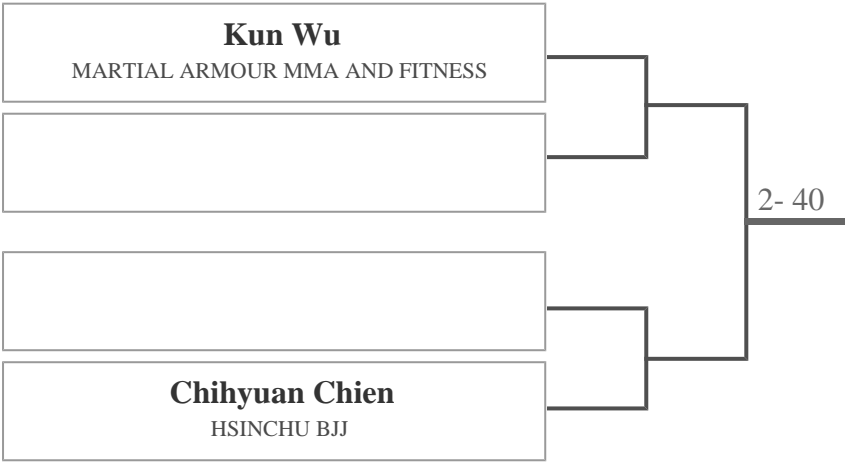 Kun Wu
MARTIAL ARMOUR MMA AND FITNESS
2- 40
Chihyuan Chien
HSINCHU BJJ